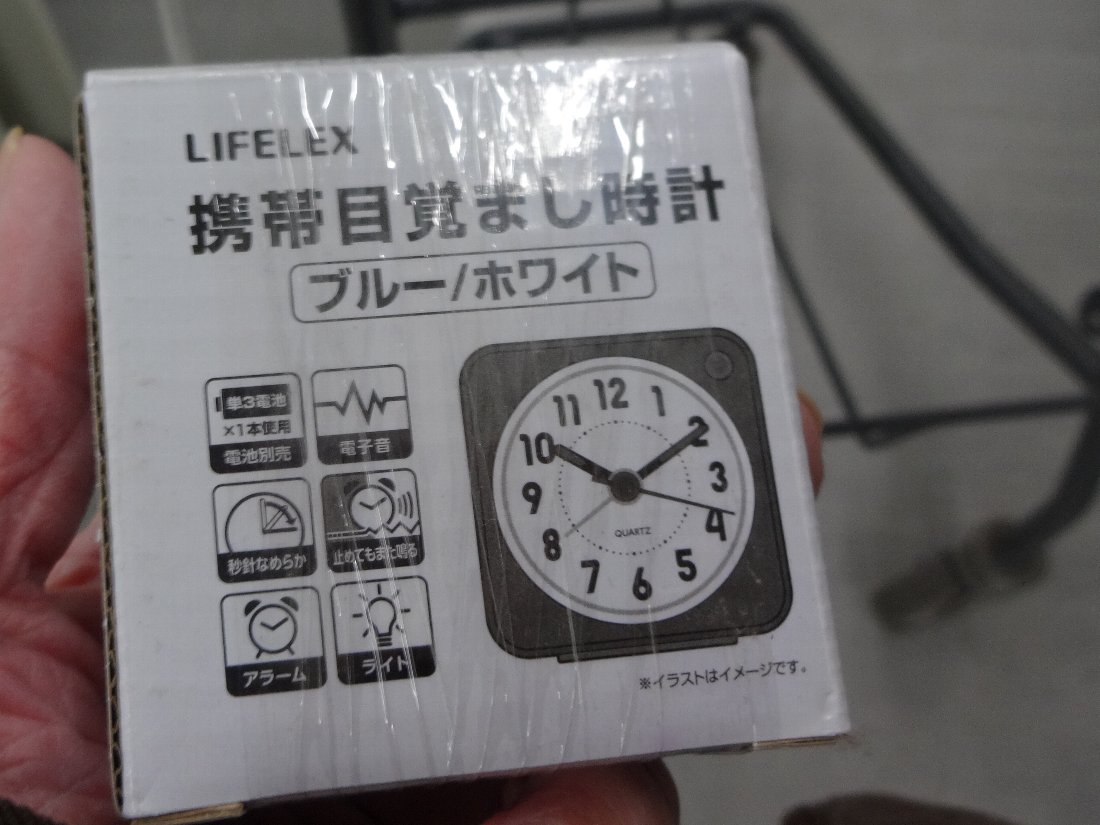 LIFELEX
携帯目覚まし時計
ブルー/ホワイト
単3電池
×1本使用
電池別売
電子音
秒針なめらか
止めてもまた鳴る
アラーム
ライト
12
1
2
3
4
5
6
7
8
9
10
11
QUARTZ
※イラストはイメージです。